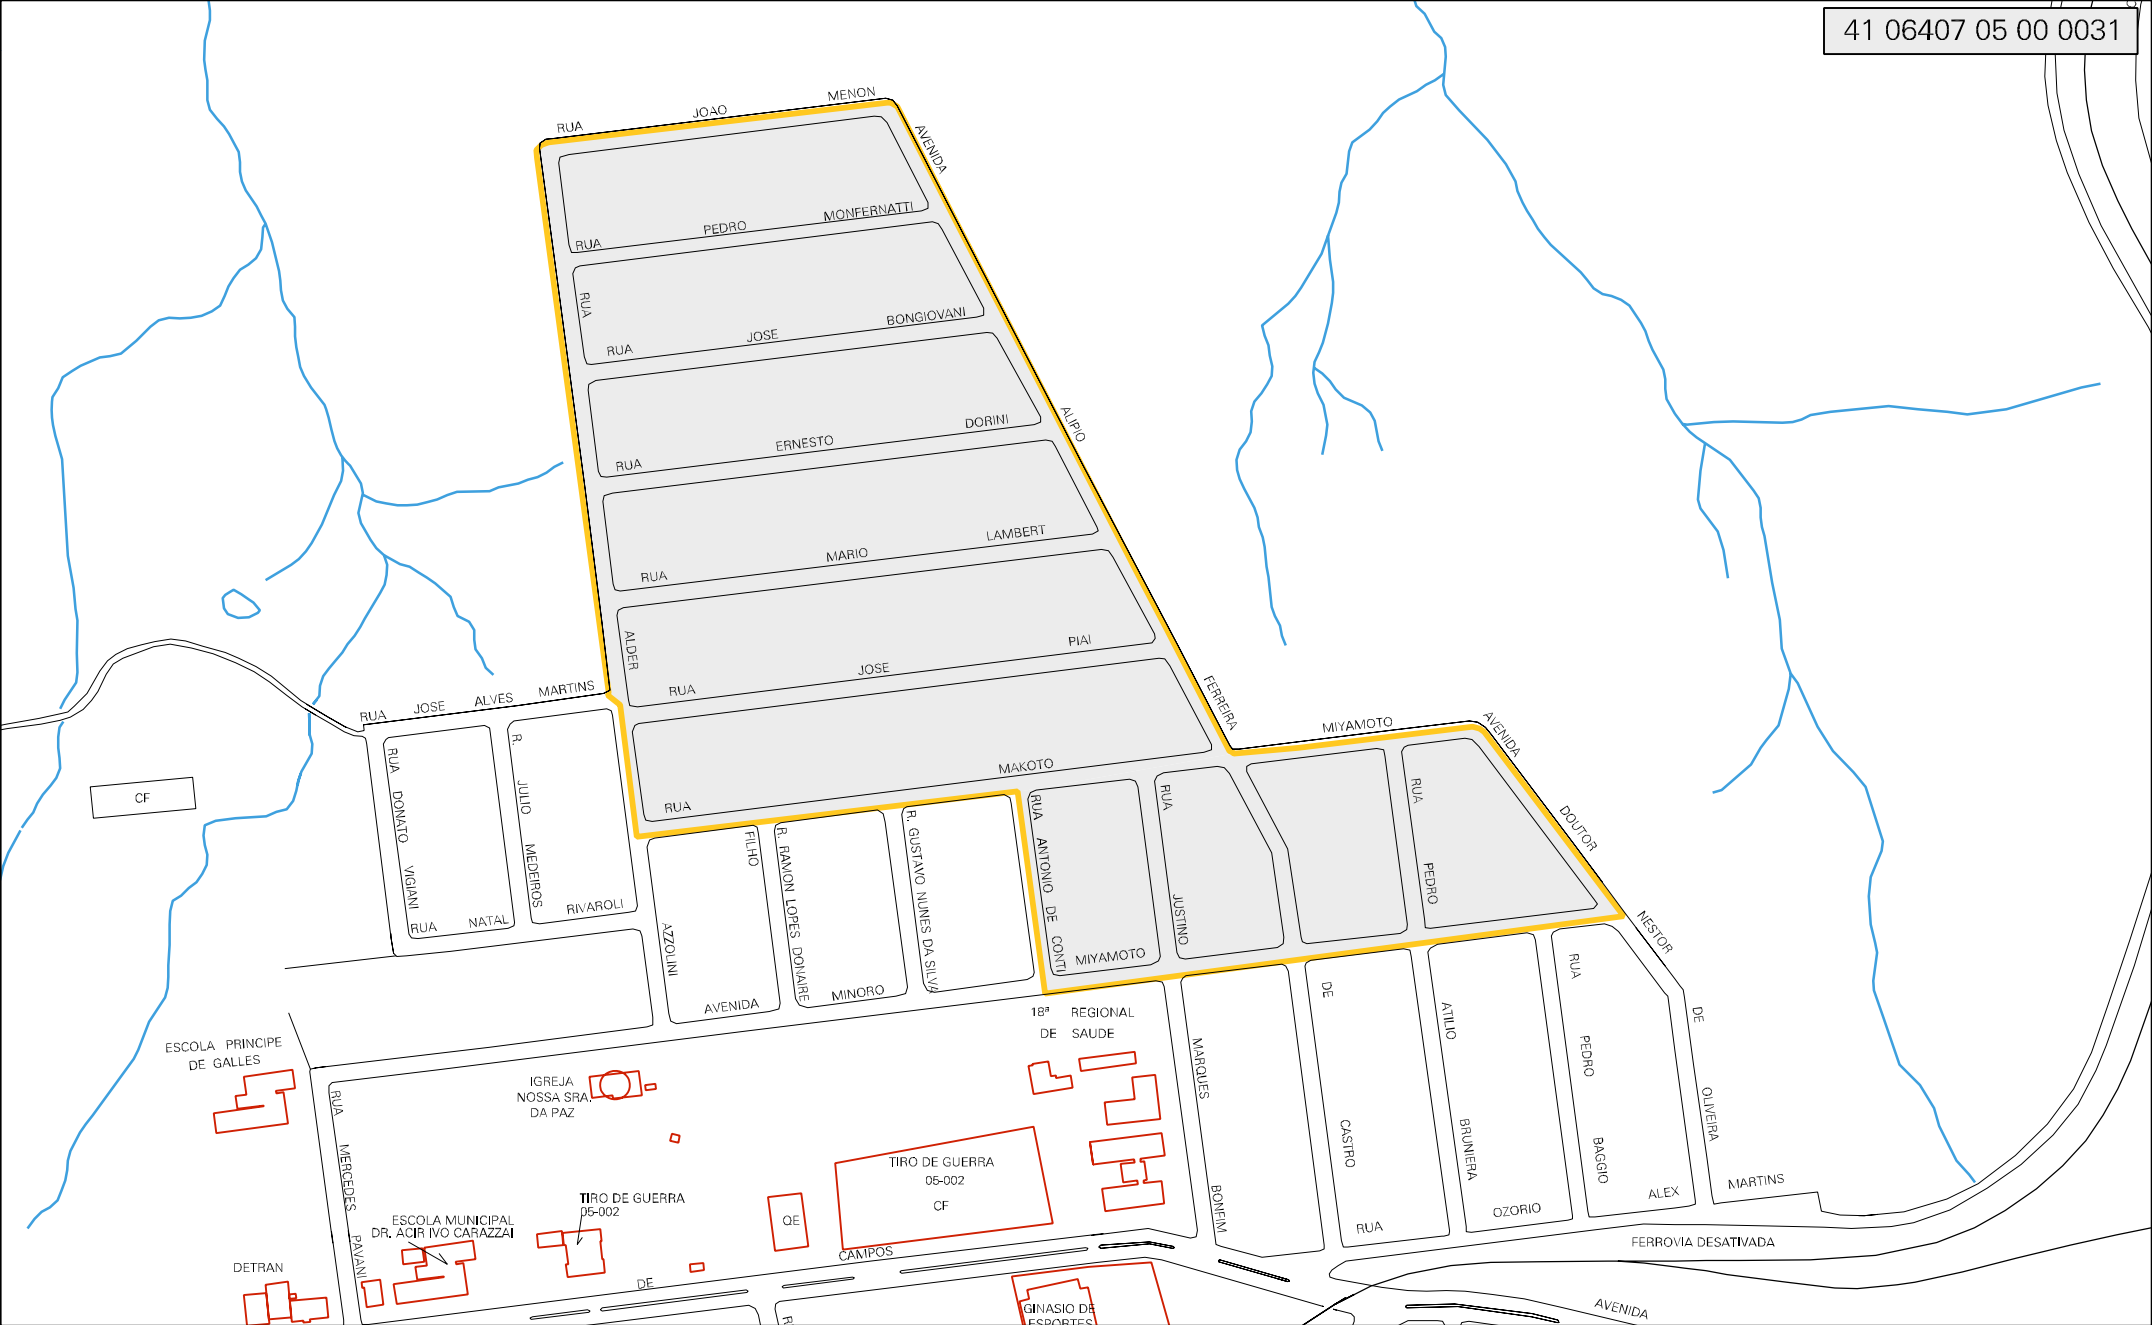 41 06407 05 00 0031
RUA JOAO MENON
AVENIDA ALIPIO FERREIRA
RUA PEDRO MONFERNATTI
RUA ALDER
RUA JOSE BONGIOVANI
RUA ERNESTO DORINI
RUA MARIO LAMBERT
RUA JOSE PIAI
RUA JOSE ALVES MARTINS
RUA MAKOTO MIYAMOTO
AVENIDA DOUTOR NESTOR DE OLIVEIRA
CF
RUA DONATO VIGIANI
R. JULIO MEDEIROS
RUA NATAL RIVAROLI
AZZOLINI FILHO
R. RAMON LOPES DONAIRE
R. GUSTAVO NUNES DA SILVA
RUA ANTONIO DE CONTI
RUA JUSTINO MARQUES BONFIM
RUA PEDRO DE CASTRO
AVENIDA MINORO MIYAMOTO
ATILIO BRUNIERA
RUA PEDRO BAGGIO
18ª REGIONAL
DE SAUDE
ESCOLA PRINCIPE
DE GALLES
IGREJA
NOSSA SRA.
DA PAZ
RUA MERCEDES PAVANI
TIRO DE GUERRA
05-002
CF
TIRO DE GUERRA
05-002
QE
ESCOLA MUNICIPAL
DR. ACIR IVO CARAZZAI
DETRAN
RUA OZORIO ALEX MARTINS
FERROVIA DESATIVADA
DE CAMPOS
AVENIDA
GINASIO DE
ESPORTES